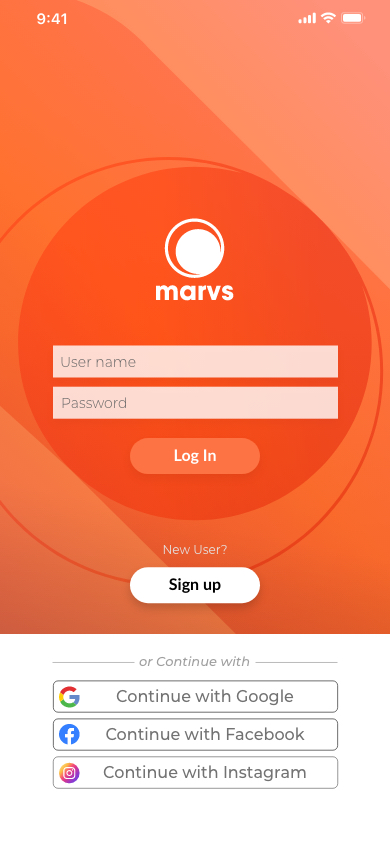 9:41
marvs
User name
Password
Log In
New User?
Sign up
or Continue with
Continue with Google
Continue with Facebook
Continue with Instagram